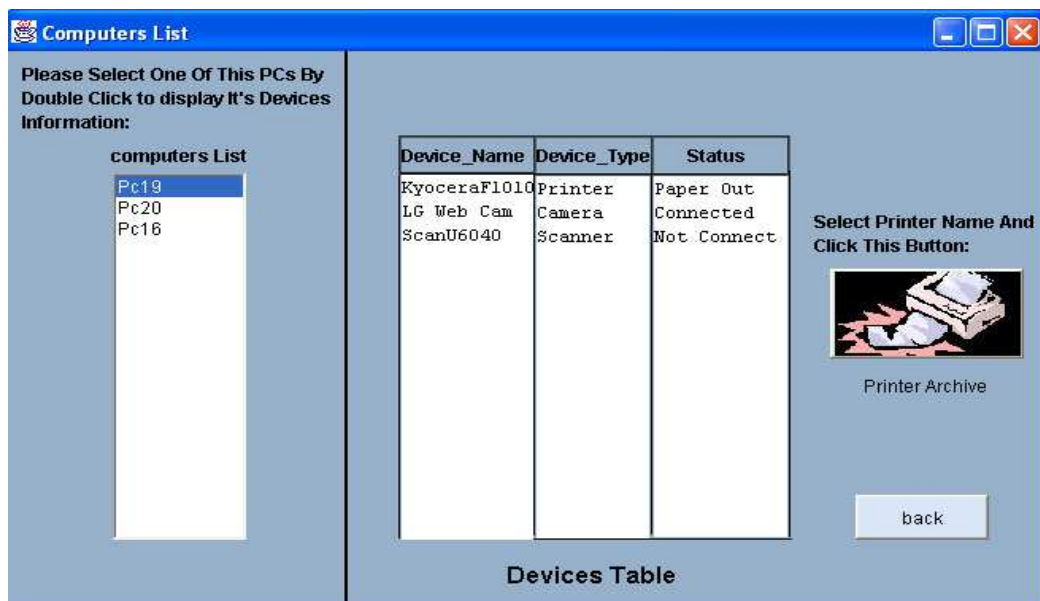 Computers List
Please Select One Of This PCs By
Double Click to display It's Devices
Information:
computers List
Pc19
Pc20
Pc16
Device_Name Device_Type Status
KyoceraF1010 Printer Paper Out
LG Web Cam Camera Connected
ScanU6040 Scanner Not Connect
Select Printer Name And
Click This Button:
Printer Archive
back
Devices Table